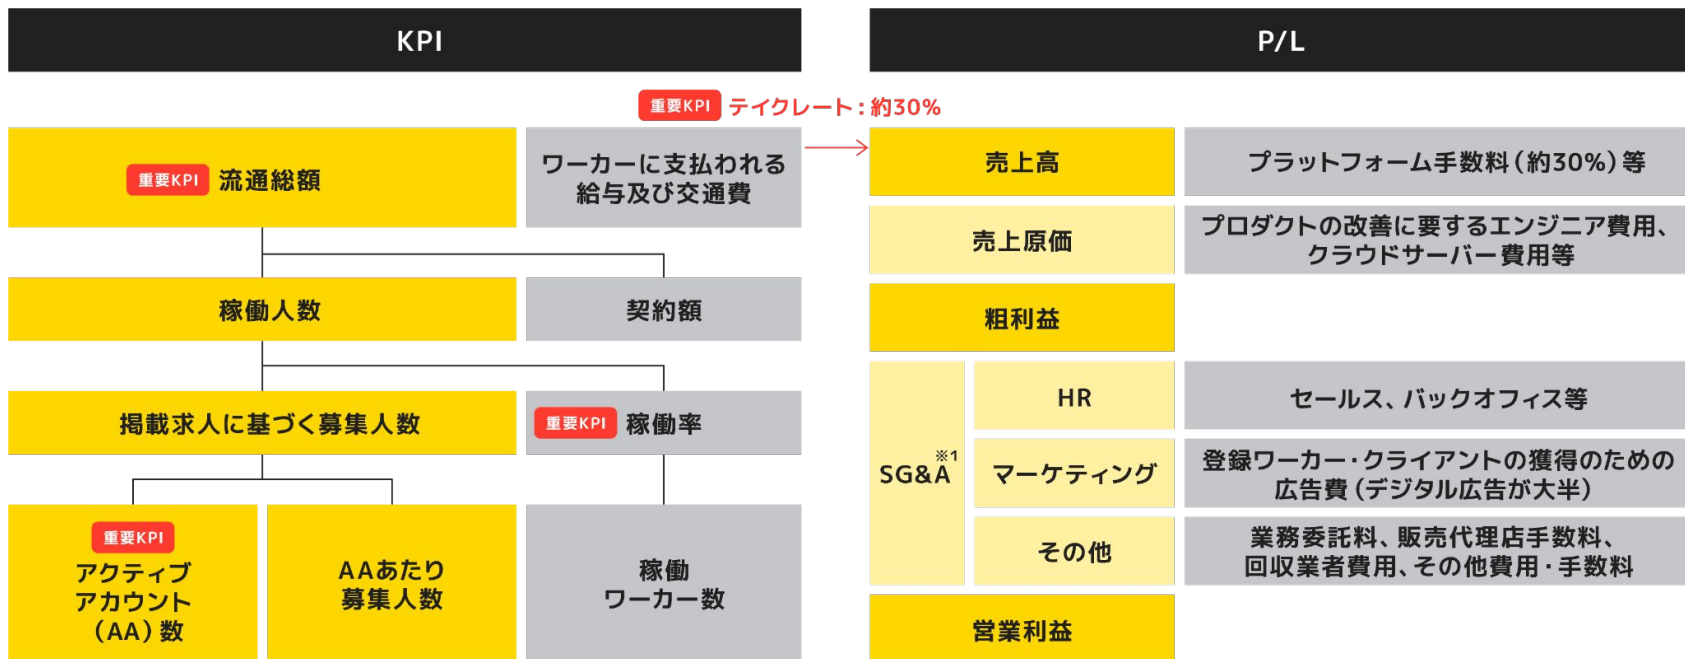 KPI
重要KPI テイクレート：約30%
重要KPI 流通総額
ワーカーに支払われる
給与及び交通費
稼働人数
契約額
掲載求人に基づく募集人数
重要KPI 稼働率
重要KPI
アクティブ
アカウント
（AA）数
AAあたり
募集人数
稼働
ワーカー数
P/L
売上高
プラットフォーム手数料（約30%）等
売上原価
プロダクトの改善に要するエンジニア費用、
クラウドサーバー費用等
粗利益
SG&A※1
HR
セールス、バックオフィス等
マーケティング
登録ワーカー・クライアントの獲得のための
広告費（デジタル広告が大半）
その他
業務委託料、販売代理店手数料、
回収業者費用、その他費用・手数料
営業利益